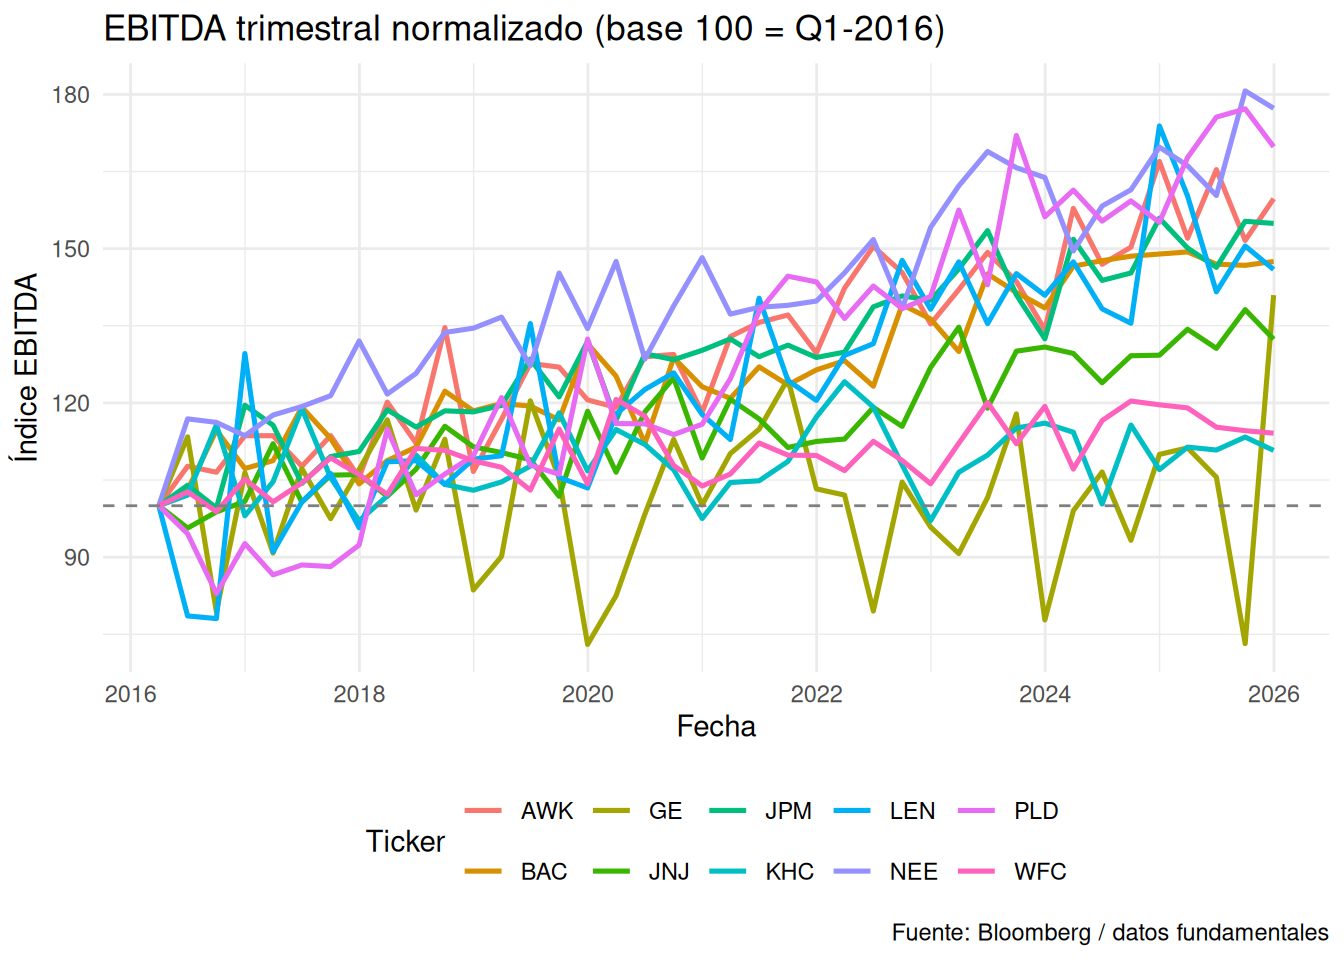 EBITDA trimestral normalizado (base 100 = Q1-2016)
Índice EBITDA
180
150
120
90
2016 2018 2020 2022 2024 2026
Fecha
Ticker
AWK GE JPM LEN PLD
BAC JNJ KHC NEE WFC
Fuente: Bloomberg / datos fundamentales